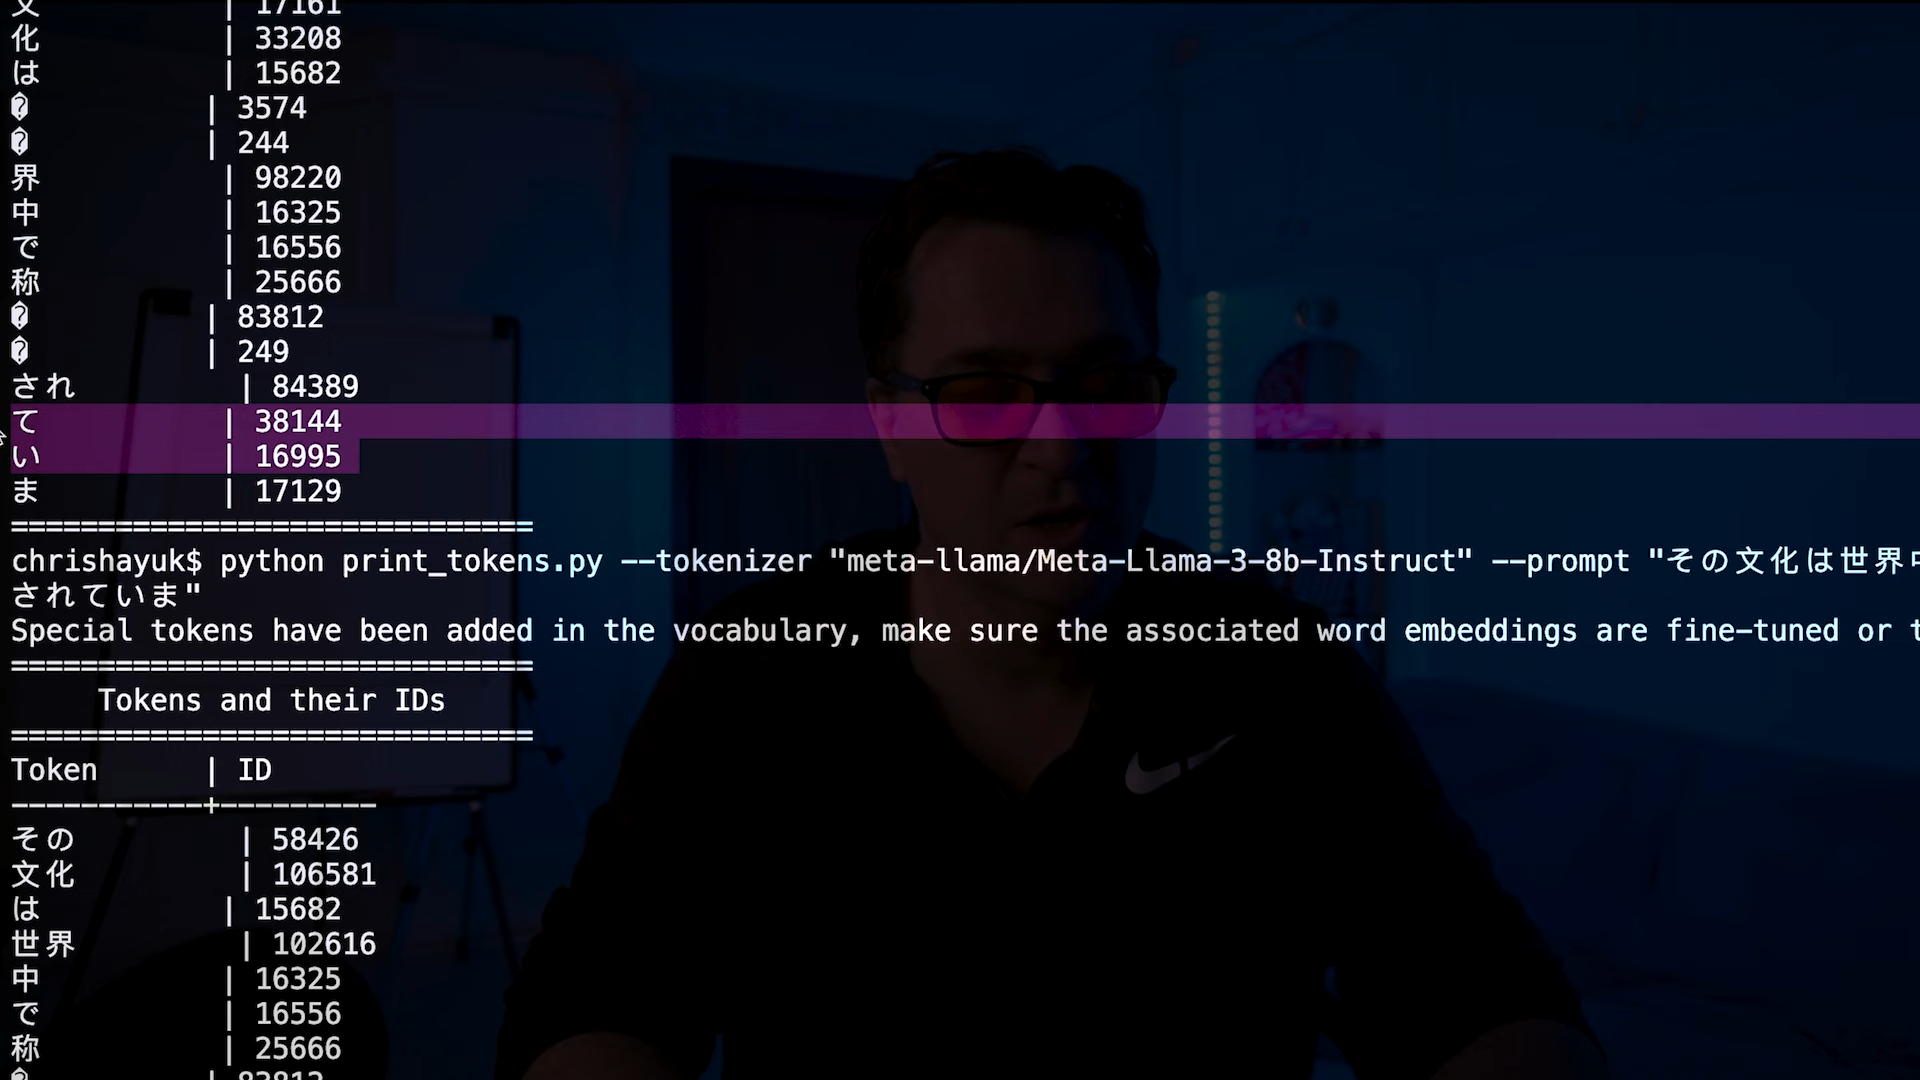 文 | 17161
化 | 33208
は | 15682
� | 3574
� | 244
界 | 98220
中 | 16325
で | 16556
称 | 25666
� | 83812
� | 249
され | 84389
て | 38144
い | 16995
ま | 17129
==============================
chrishayuk$ python print_tokens.py --tokenizer "meta-llama/Meta-Llama-3-8b-Instruct" --prompt "その文化は世界中
されていま"
Special tokens have been added in the vocabulary, make sure the associated word embeddings are fine-tuned or t
==============================
Tokens and their IDs
==============================
Token | ID
-----------+---------
その | 58426
文化 | 106581
は | 15682
世界 | 102616
中 | 16325
で | 16556
称 | 25666
� | 83812